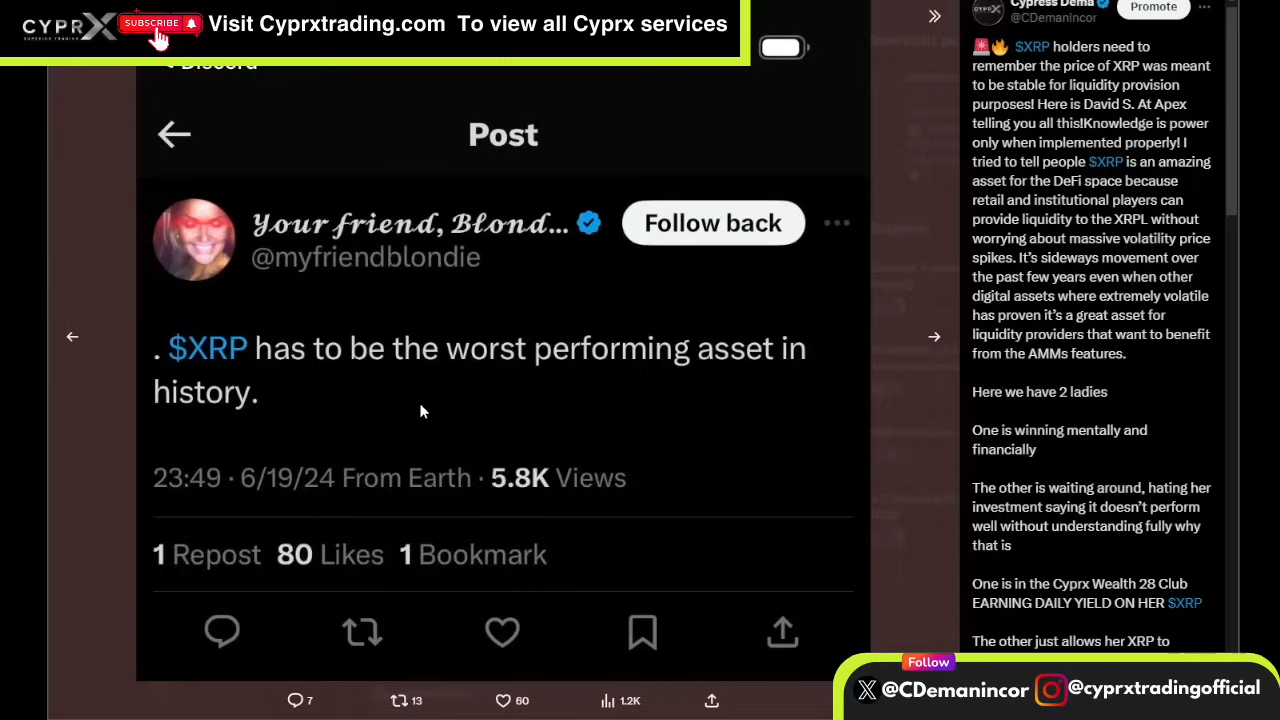 CYPRX
SUPERIOR TRADING
SUBSCRIBE
Visit Cyprxtrading.com To view all Cyprx services
Discord
Post
Your friend, Blond...
@myfriendblondie
Follow back
. $XRP has to be the worst performing asset in
history.
23:49 · 6/19/24 From Earth · 5.8K Views
1 Repost 80 Likes 1 Bookmark
7
13
60
1.2K
Cypress Dema
@CDemanincor
Promote
$XRP holders need to
remember the price of XRP was meant
to be stable for liquidity provision
purposes! Here is David S. At Apex
telling you all this!Knowledge is power
only when implemented properly! I
tried to tell people $XRP is an amazing
asset for the DeFi space because
retail and institutional players can
provide liquidity to the XRPL without
worrying about massive volatility price
spikes. It’s sideways movement over
the past few years even when other
digital assets where extremely volatile
has proven it’s a great asset for
liquidity providers that want to benefit
from the AMMs features.
Here we have 2 ladies
One is winning mentally and
financially
The other is waiting around, hating her
investment saying it doesn’t perform
well without understanding fully why
that is
One is in the Cyprx Wealth 28 Club
EARNING DAILY YIELD ON HER $XRP
The other just allows her XRP to
Follow
@CDemanincor
@cyprxtradingofficial